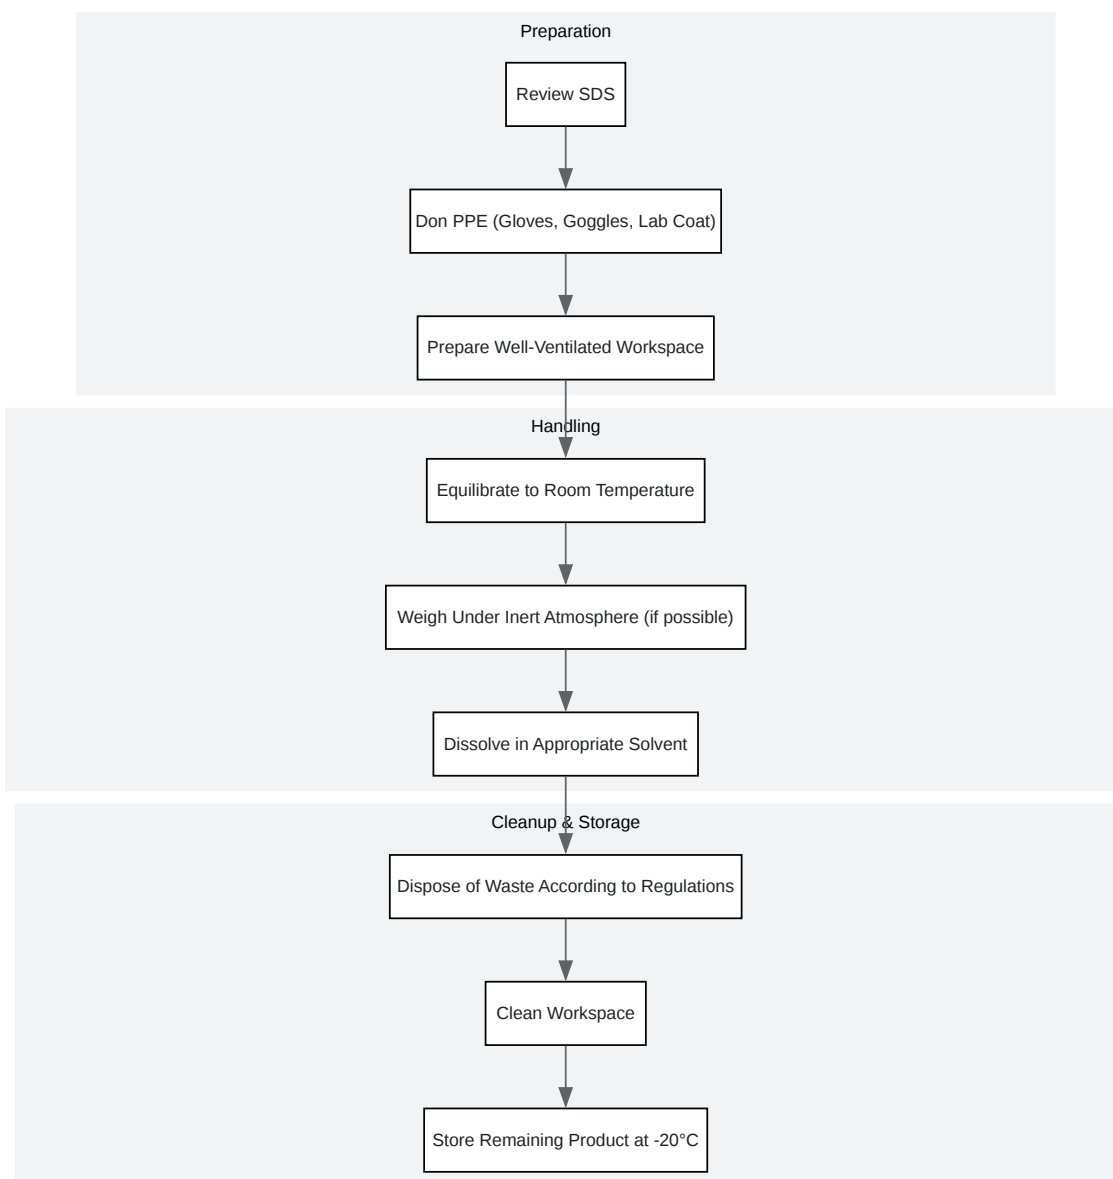 Preparation
Review SDS
Don PPE (Gloves, Goggles, Lab Coat)
Prepare Well-Ventilated Workspace
Handling
Equilibrate to Room Temperature
Weigh Under Inert Atmosphere (if possible)
Dissolve in Appropriate Solvent
Cleanup & Storage
Dispose of Waste According to Regulations
Clean Workspace
Store Remaining Product at -20°C